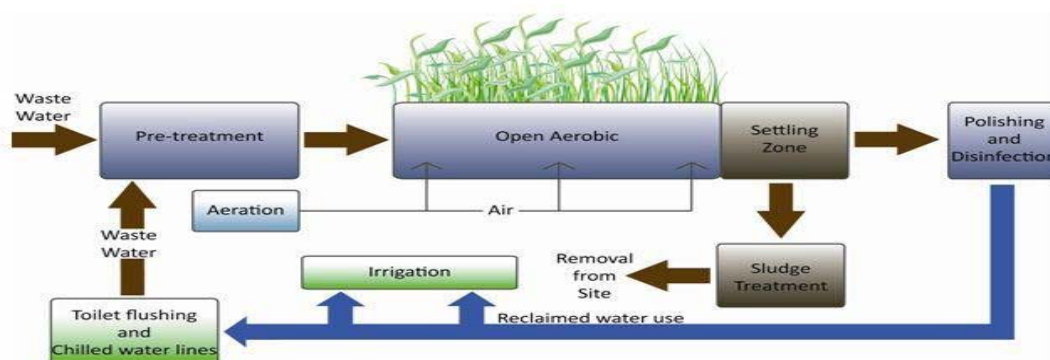 Waste
Water
Pre-treatment
Open Aerobic
Settling
Zone
Polishing
and
Disinfection
Aeration
Air
Waste
Water
Irrigation
Removal
from
Site
Sludge
Treatment
Reclaimed water use
Toilet flushing
and
Chilled water lines